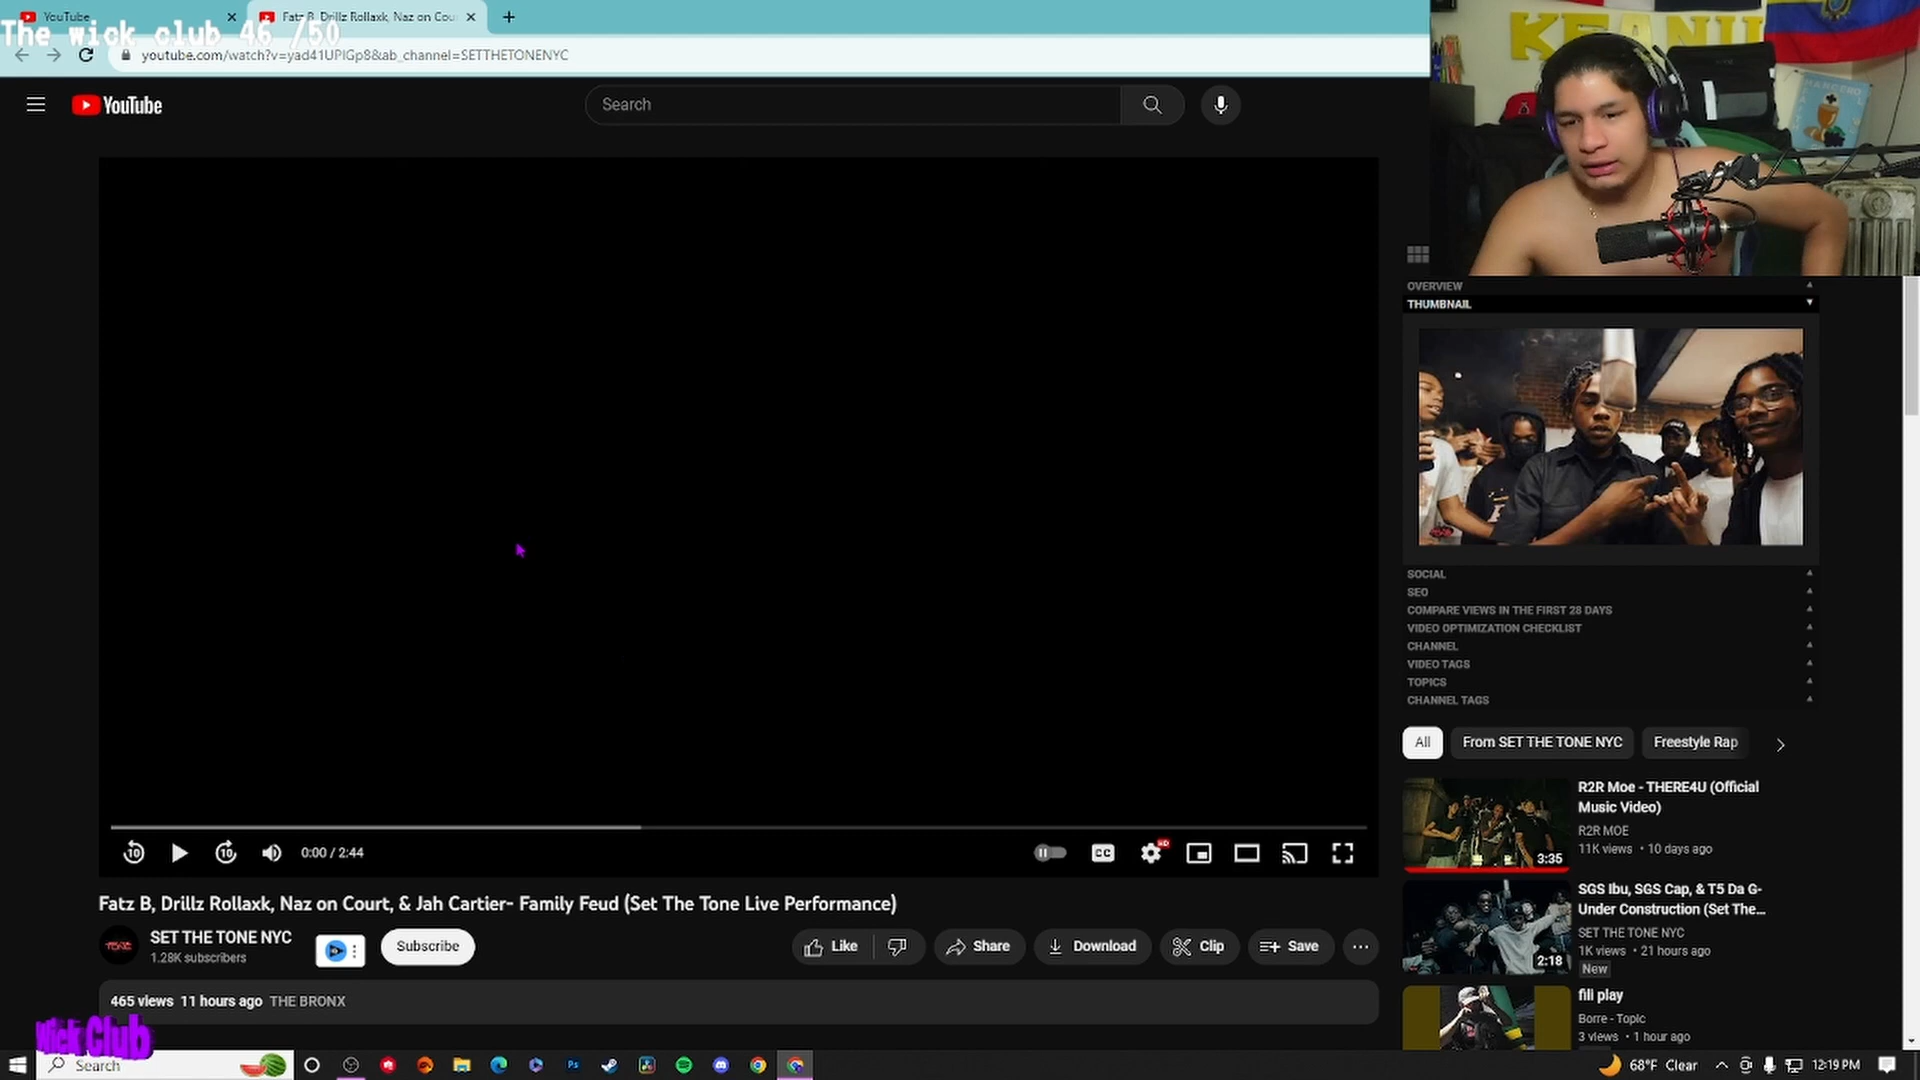 YouTube
Fatz B, Drillz Rollaxk, Naz on Cou
The wick club 46 /50
youtube.com/watch?v=yad41UPIGp8&ab_channel=SETTHETONENYC
YouTube
Search
KEANU
OVERVIEW
THUMBNAIL
SOCIAL
SEO
COMPARE VIEWS IN THE FIRST 28 DAYS
VIDEO OPTIMIZATION CHECKLIST
CHANNEL
VIDEO TAGS
TOPICS
CHANNEL TAGS
All
From SET THE TONE NYC
Freestyle Rap
R2R Moe - THERE4U (Official
Music Video)
R2R MOE
11K views • 10 days ago
3:35
SGS Ibu, SGS Cap, & T5 Da G-
Under Construction (Set The...
SET THE TONE NYC
1K views • 21 hours ago
New
2:18
fili play
Borre - Topic
3 views • 1 hour ago
10
10
0:00 / 2:44
CC
HD
Fatz B, Drillz Rollaxk, Naz on Court, & Jah Cartier- Family Feud (Set The Tone Live Performance)
SET THE TONE NYC
1.28K subscribers
Subscribe
Like
Share
Download
Clip
Save
465 views 11 hours ago THE BRONX
Wick Club
Search
Ps
68°F Clear
12:19 PM